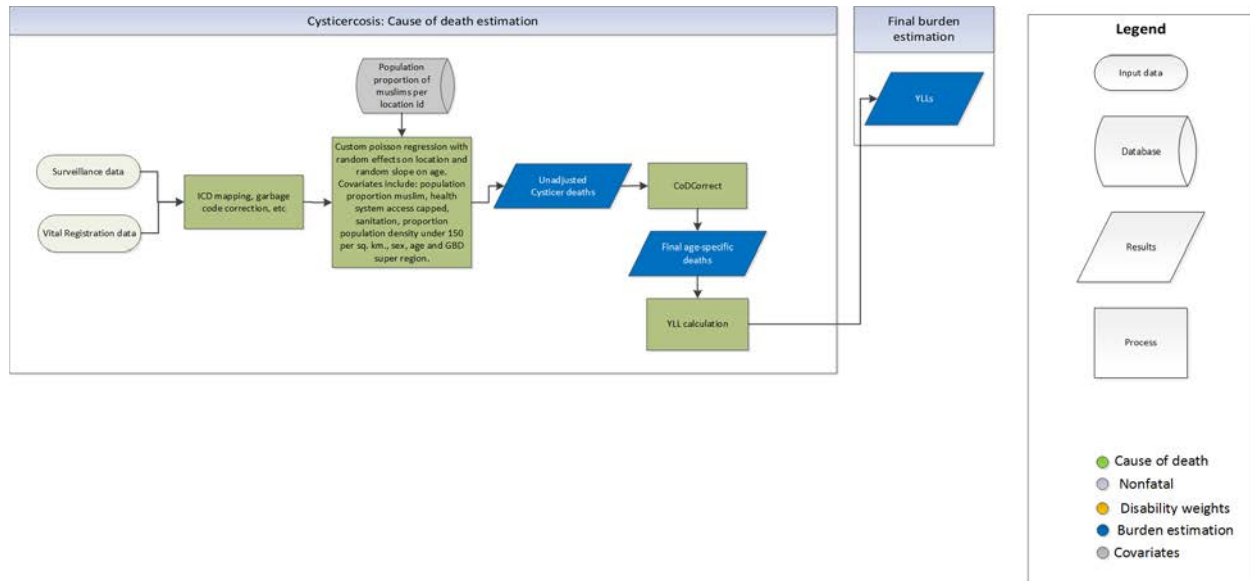 Cysticercosis: Cause of death estimation
Final burden
estimation
Legend
Population
proportion of
muslims per
location id
Input data
YLLs
Custom poisson regression with
random effects on location and
random slope on age.
Covariates include: population
proportion muslim, health
system access capped,
sanitation, proportion
population density under 150
per sq. km., sex, age and GBD
super region.
Surveillance data
Vital Registration data
ICD mapping, garbage
code correction, etc
Unadjusted
Cysticer deaths
CoDCorrect
Final age-specific
deaths
YLL calculation
Database
Results
Process
Cause of death
Nonfatal
Disability weights
Burden estimation
Covariates